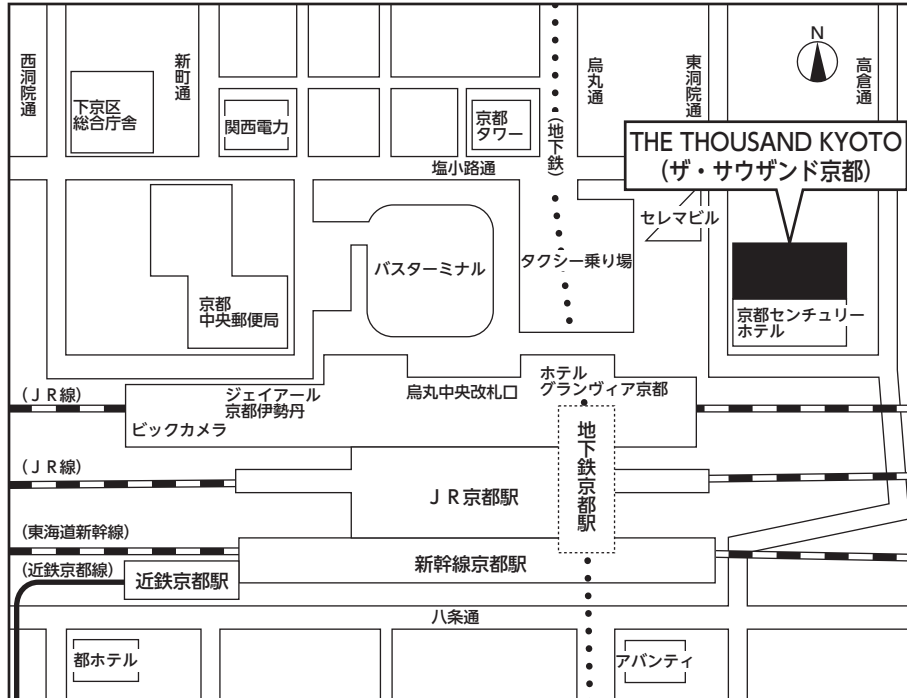 西洞院通
新町通
烏丸通
東洞院通
高倉通
N
下京区
総合庁舎
関西電力
京都
タワー
(地下鉄)
THE THOUSAND KYOTO
(ザ・サウザンド京都)
塩小路通
セレマビル
バスターミナル
タクシー乗り場
京都
中央郵便局
京都センチュリー
ホテル
ホテル
グランヴィア京都
(JR線)
ジェイアール
京都伊勢丹
烏丸中央改札口
ビックカメラ
地下鉄京都駅
(JR線)
JR京都駅
(東海道新幹線)
新幹線京都駅
(近鉄京都線)
近鉄京都駅
八条通
都ホテル
アバンティ